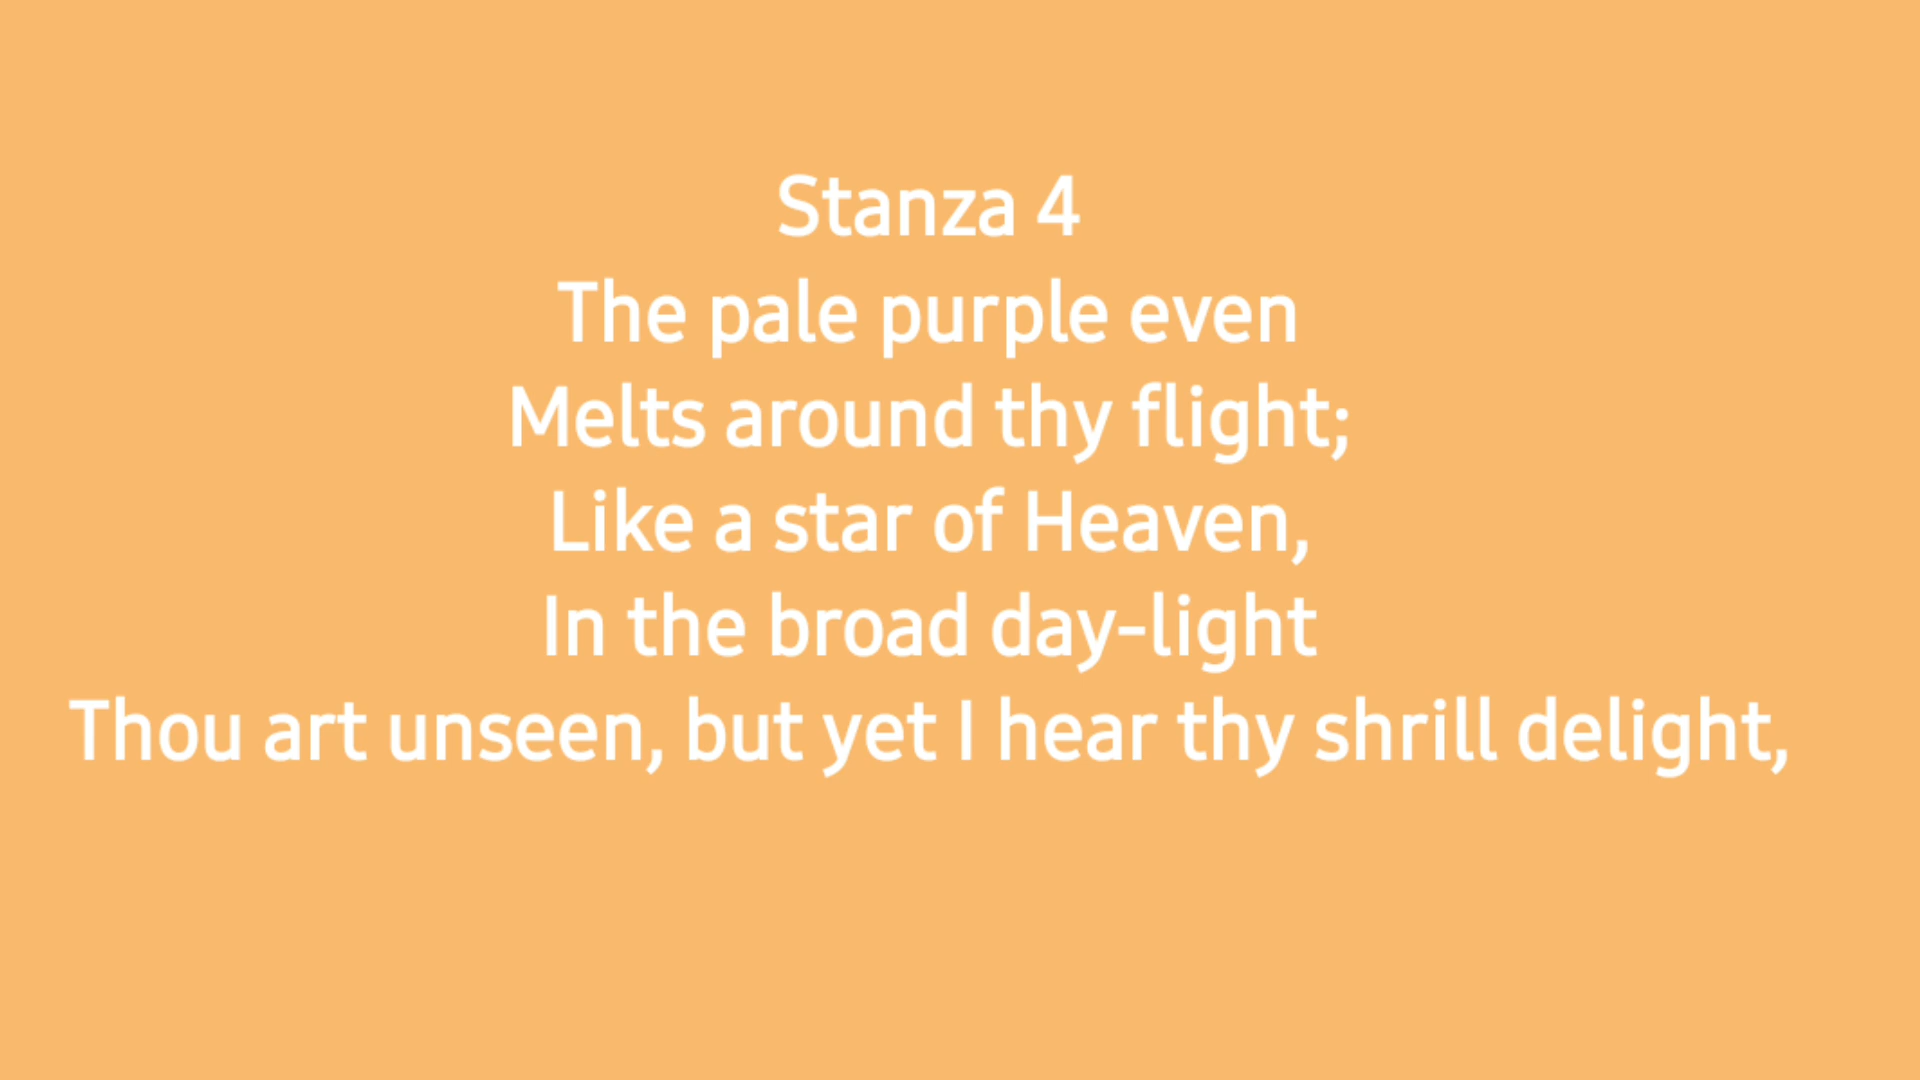 Stanza 4
The pale purple even
Melts around thy flight;
Like a star of Heaven,
In the broad day-light
Thou art unseen, but yet I hear thy shrill delight,